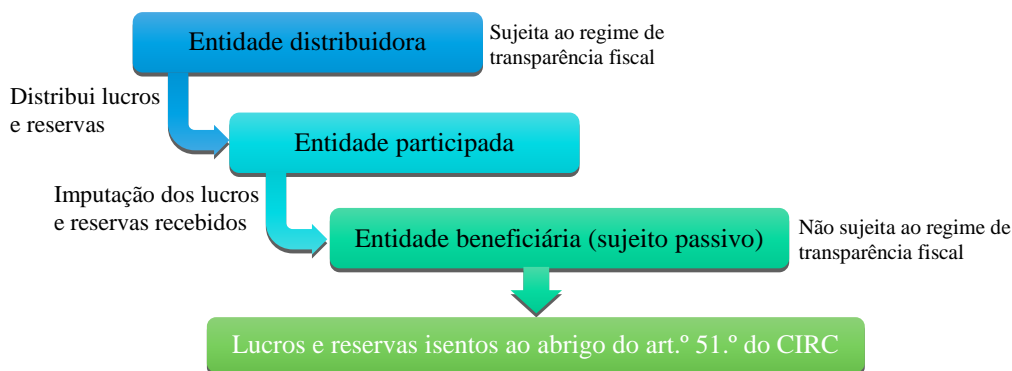 Entidade distribuidora
Sujeita ao regime de
transparência fiscal
Distribui lucros
e reservas
Entidade participada
Imputação dos lucros
e reservas recebidos
Entidade beneficiária (sujeito passivo)
Não sujeita ao regime de
transparência fiscal
Lucros e reservas isentos ao abrigo do art.º 51.º do CIRC